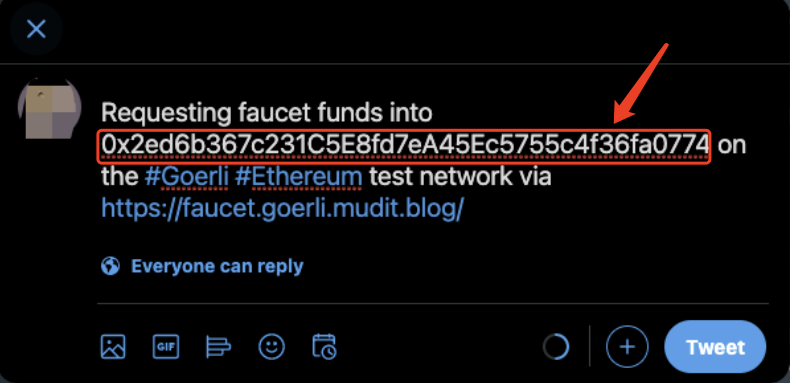 Requesting faucet funds into
0x2ed6b367c231C5E8fd7eA45Ec5755c4f36fa0774 on
the #Goerli #Ethereum test network via
https://faucet.goerli.mudit.blog/
Everyone can reply
GIF
Tweet